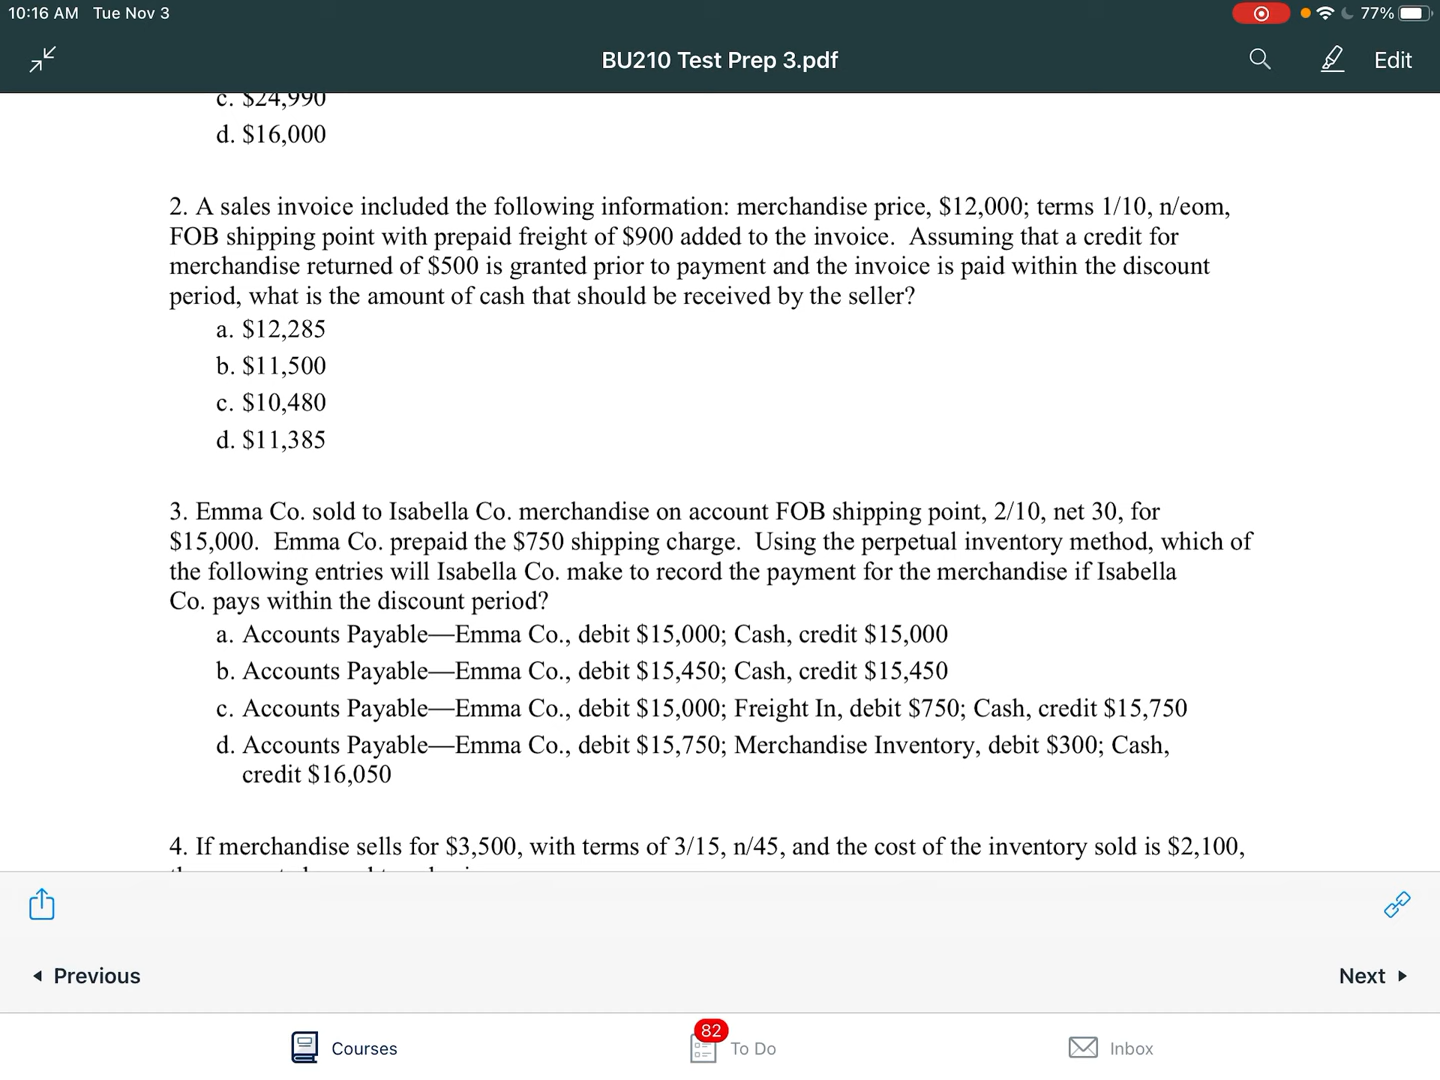 10:16 AM Tue Nov 3
77%
BU210 Test Prep 3.pdf
Edit
c. $24,990
d. $16,000
2. A sales invoice included the following information: merchandise price, $12,000; terms 1/10, n/eom,
FOB shipping point with prepaid freight of $900 added to the invoice. Assuming that a credit for
merchandise returned of $500 is granted prior to payment and the invoice is paid within the discount
period, what is the amount of cash that should be received by the seller?
a. $12,285
b. $11,500
c. $10,480
d. $11,385
3. Emma Co. sold to Isabella Co. merchandise on account FOB shipping point, 2/10, net 30, for
$15,000. Emma Co. prepaid the $750 shipping charge. Using the perpetual inventory method, which of
the following entries will Isabella Co. make to record the payment for the merchandise if Isabella
Co. pays within the discount period?
a. Accounts Payable—Emma Co., debit $15,000; Cash, credit $15,000
b. Accounts Payable—Emma Co., debit $15,450; Cash, credit $15,450
c. Accounts Payable—Emma Co., debit $15,000; Freight In, debit $750; Cash, credit $15,750
d. Accounts Payable—Emma Co., debit $15,750; Merchandise Inventory, debit $300; Cash,
credit $16,050
4. If merchandise sells for $3,500, with terms of 3/15, n/45, and the cost of the inventory sold is $2,100,
Previous
Next
Courses
82
To Do
Inbox